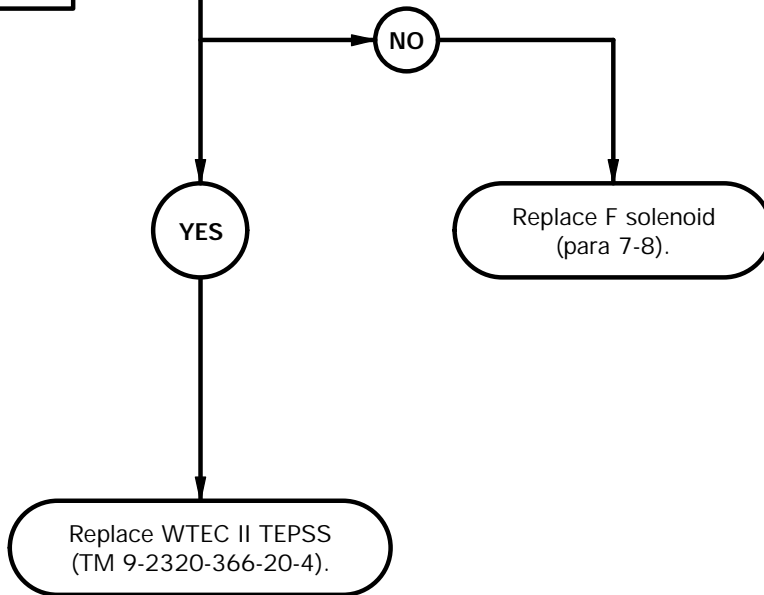 NO
YES
Replace F solenoid
(para 7-8).
Replace WTEC II TEPSS
(TM 9-2320-366-20-4).